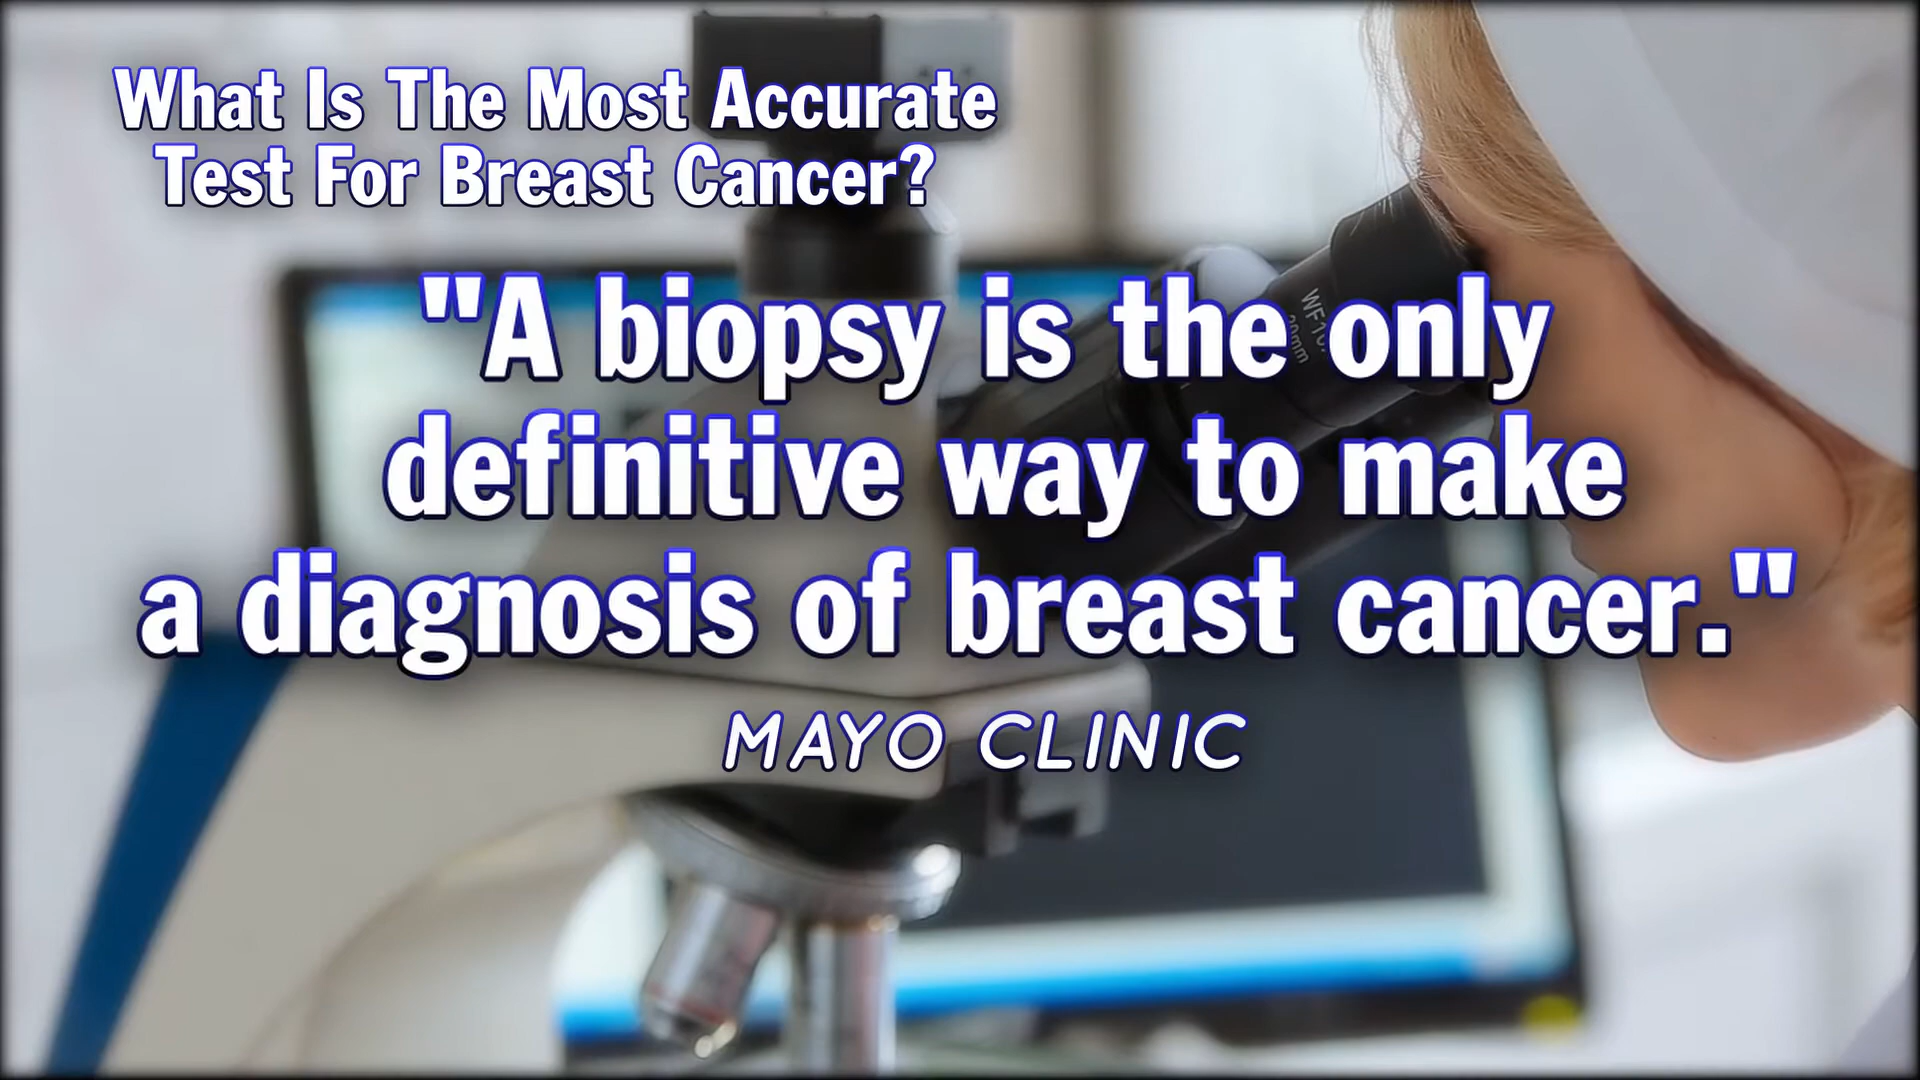 What Is The Most Accurate
Test For Breast Cancer?
"A biopsy is the only
definitive way to make
a diagnosis of breast cancer."
MAYO CLINIC